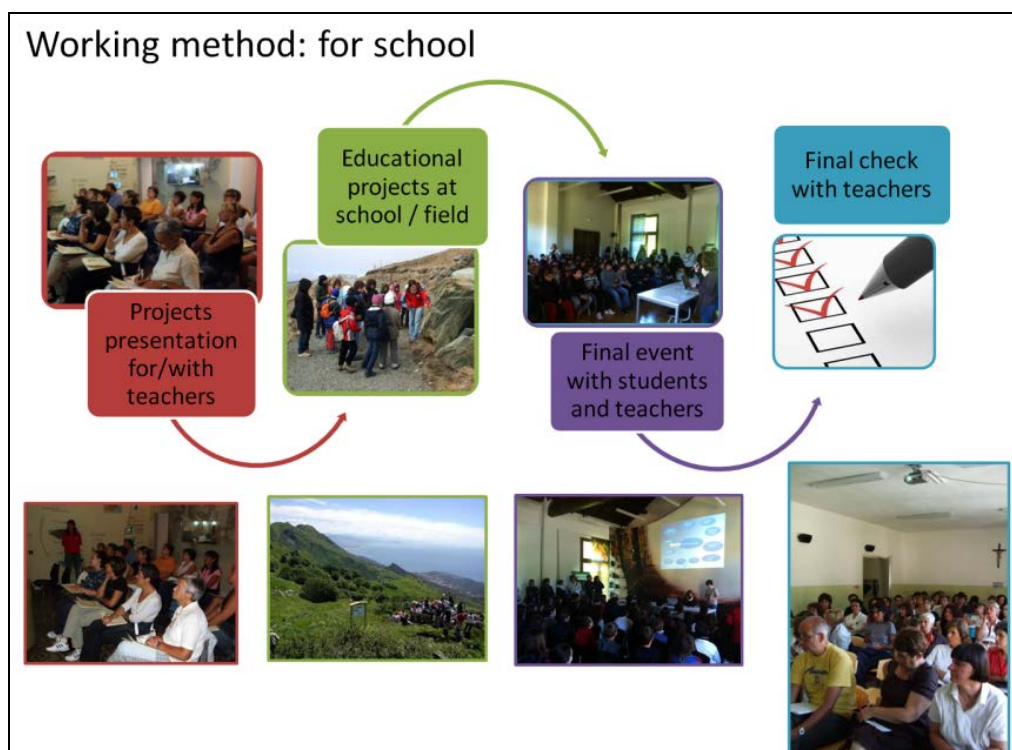 Working method: for school
Projects
presentation
for/with
teachers
Educational
projects at
school / field
Final event
with students
and teachers
Final check
with teachers